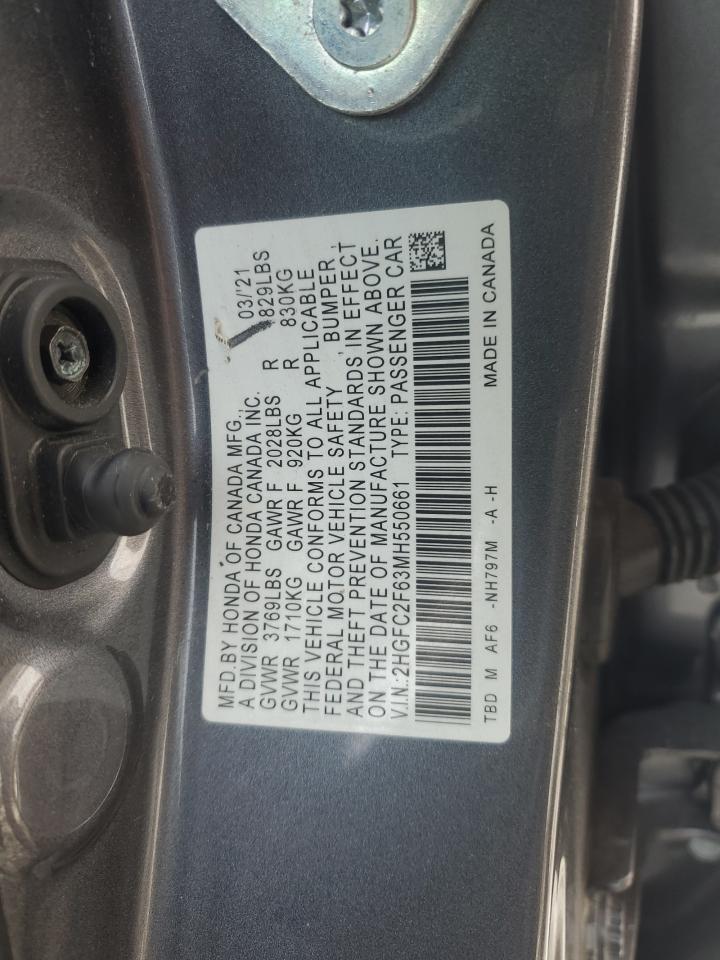 MFD.BY HONDA OF CANADA MFG., 03/'21
A DIVISION OF HONDA CANADA INC.
GVWR 3769LBS GAWR F 2028LBS R 1829LBS
GVWR 1710KG GAWR F 920KG R 830KG
THIS VEHICLE CONFORMS TO ALL APPLICABLE
FEDERAL MOTOR VEHICLE SAFETY , BUMPER ,
AND THEFT PREVENTION STANDARDS IN EFFECT
ON THE DATE OF MANUFACTURE SHOWN ABOVE.
V.I.N.:2HGFC2F63MH550661 TYPE: PASSENGER CAR
TBD M AF6 -NH797M -A -H MADE IN CANADA